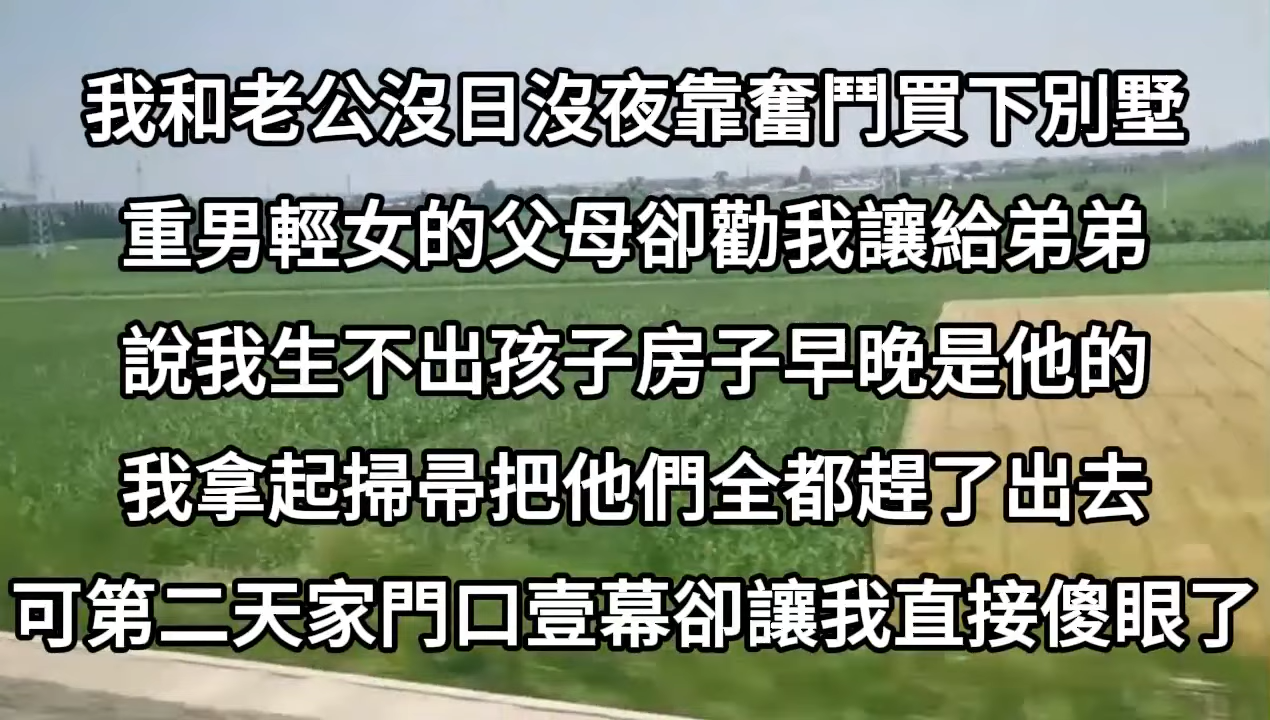 我和老公沒日沒夜靠奮鬥買下別墅
重男輕女的父母卻勸我讓給弟弟
說我生不出孩子房子早晚是他的
我拿起掃帚把他們全都趕了出去
可第二天家門口壹幕卻讓我直接傻眼了